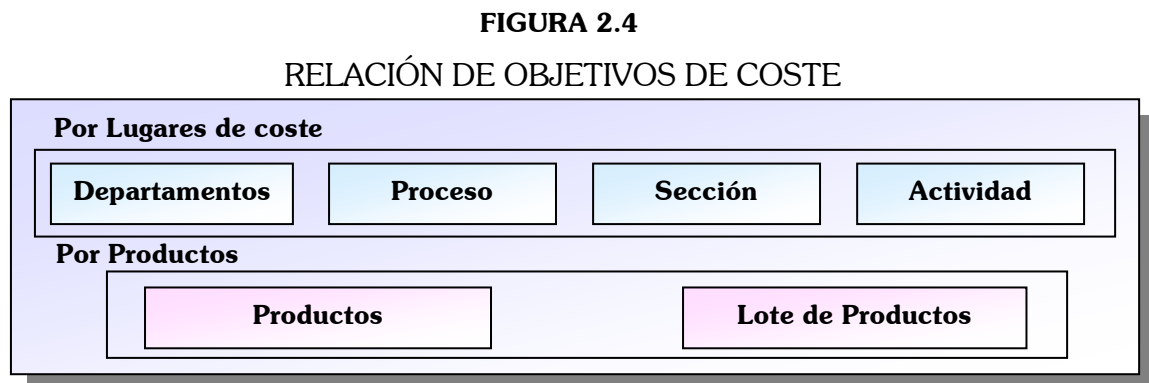 FIGURA 2.4
RELACIÓN DE OBJETIVOS DE COSTE
Por Lugares de coste
Departamentos Proceso Sección Actividad
Por Productos
Productos Lote de Productos